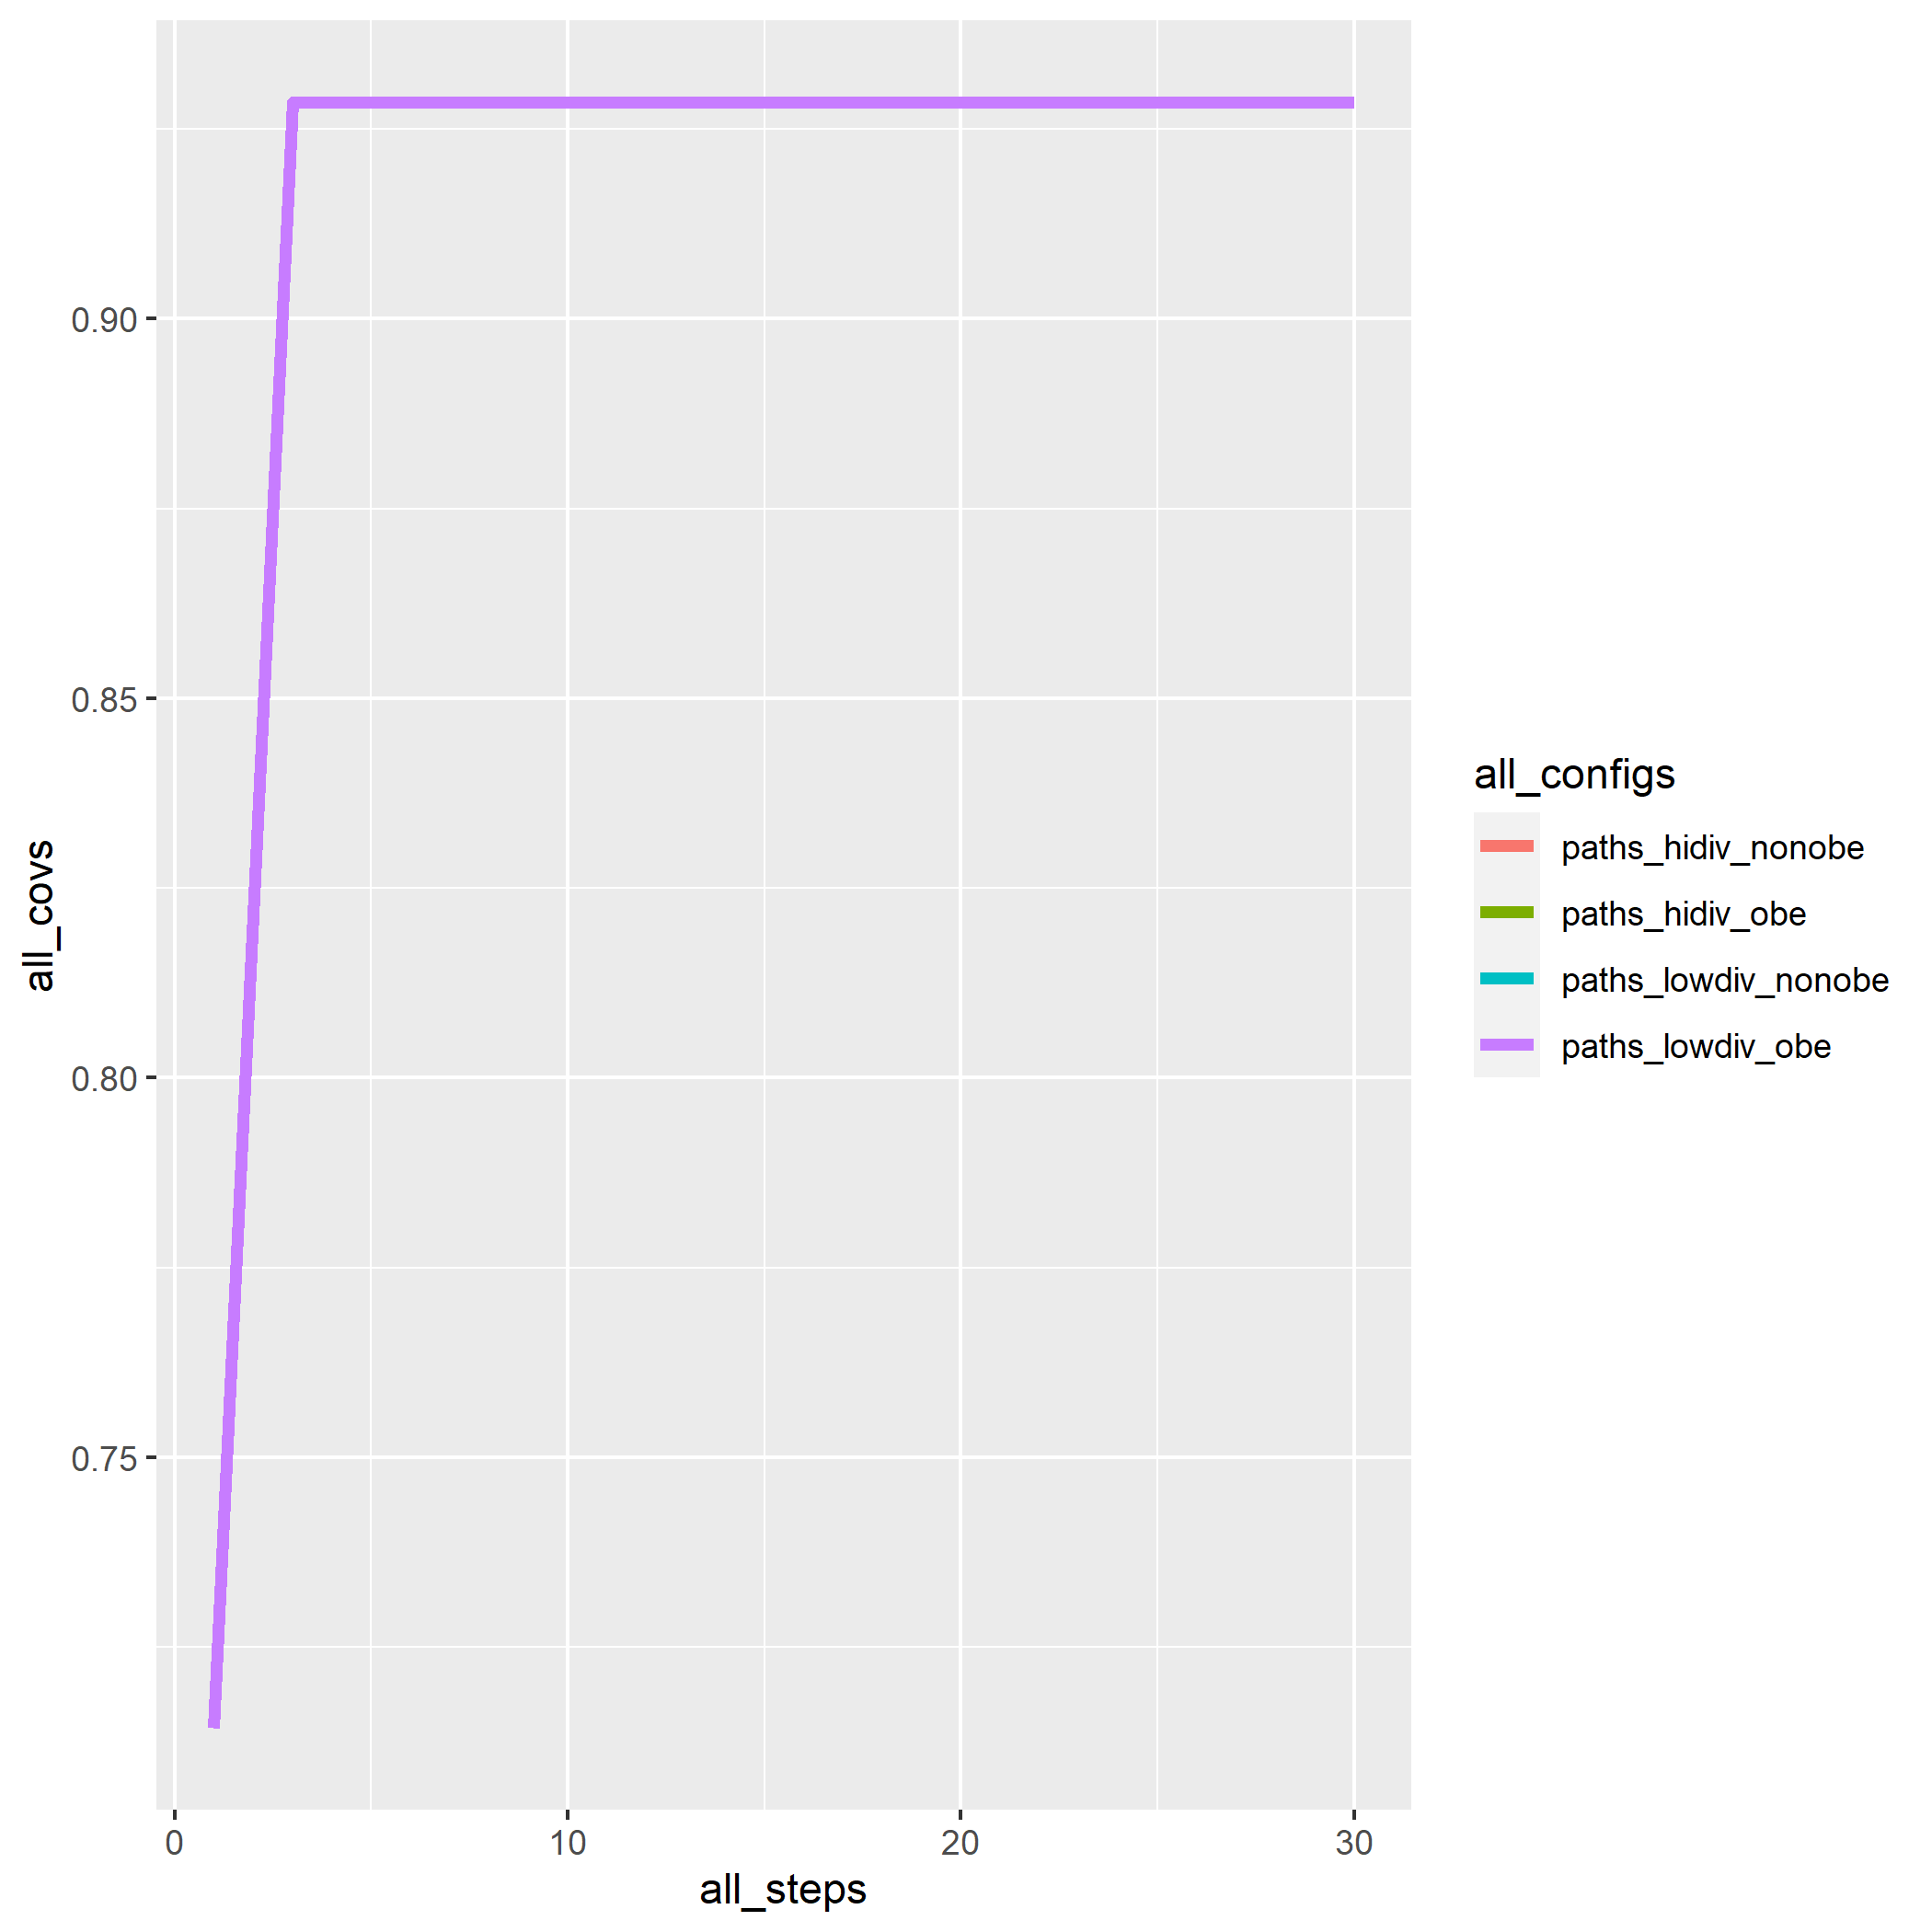 0.90
0.85
0.80
0.75
all_covs
0
10
20
30
all_steps
all_configs
paths_hidiv_nonobe
paths_hidiv_obe
paths_lowdiv_nonobe
paths_lowdiv_obe